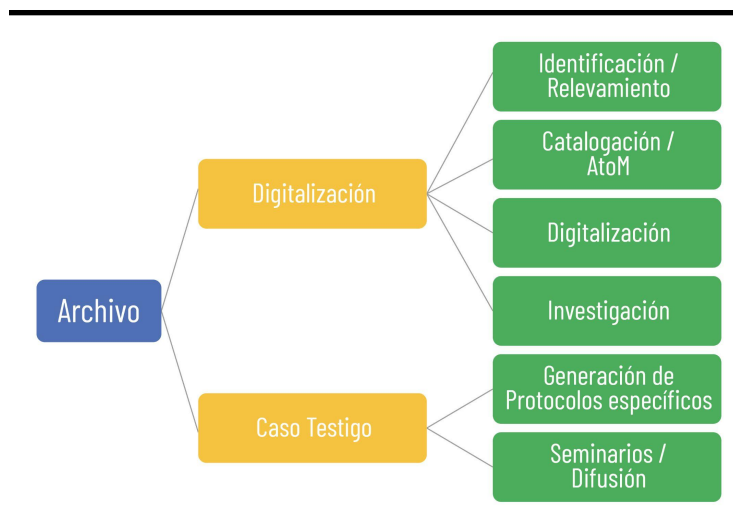 Archivo
Digitalización
Identificación /
Relevamiento
Catalogación /
AtoM
Digitalización
Investigación
Caso Testigo
Generación de
Protocolos específicos
Seminarios /
Difusión